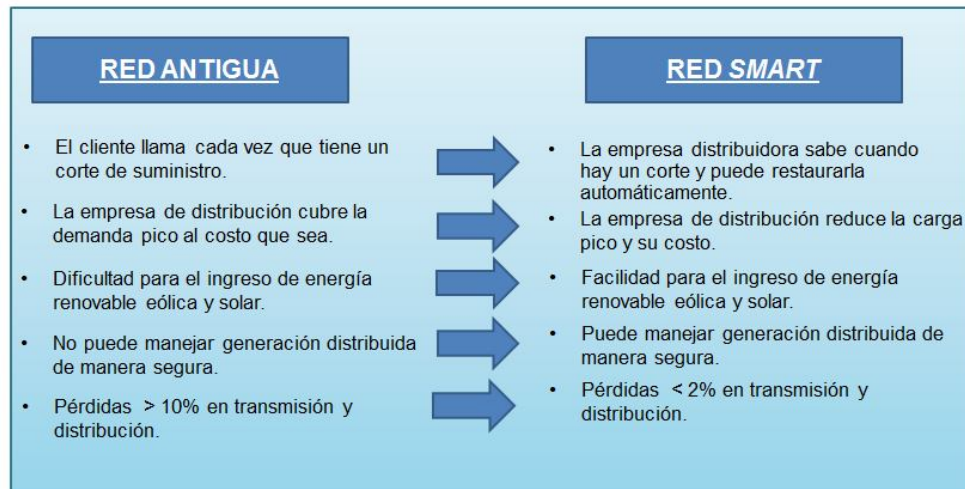 RED ANTIGUA
• El cliente llama cada vez que tiene un
corte de suministro.
• La empresa de distribución cubre la
demanda pico al costo que sea.
• Dificultad para el ingreso de energía
renovable eólica y solar.
• No puede manejar generación distribuida
de manera segura.
• Pérdidas > 10% en transmisión y
distribución.
RED SMART
• La empresa distribuidora sabe cuando
hay un corte y puede restaurarla
automáticamente.
• La empresa de distribución reduce la carga
pico y su costo.
• Facilidad para el ingreso de energía
renovable eólica y solar.
• Puede manejar generación distribuida de
manera segura.
• Pérdidas < 2% en transmisión y
distribución.